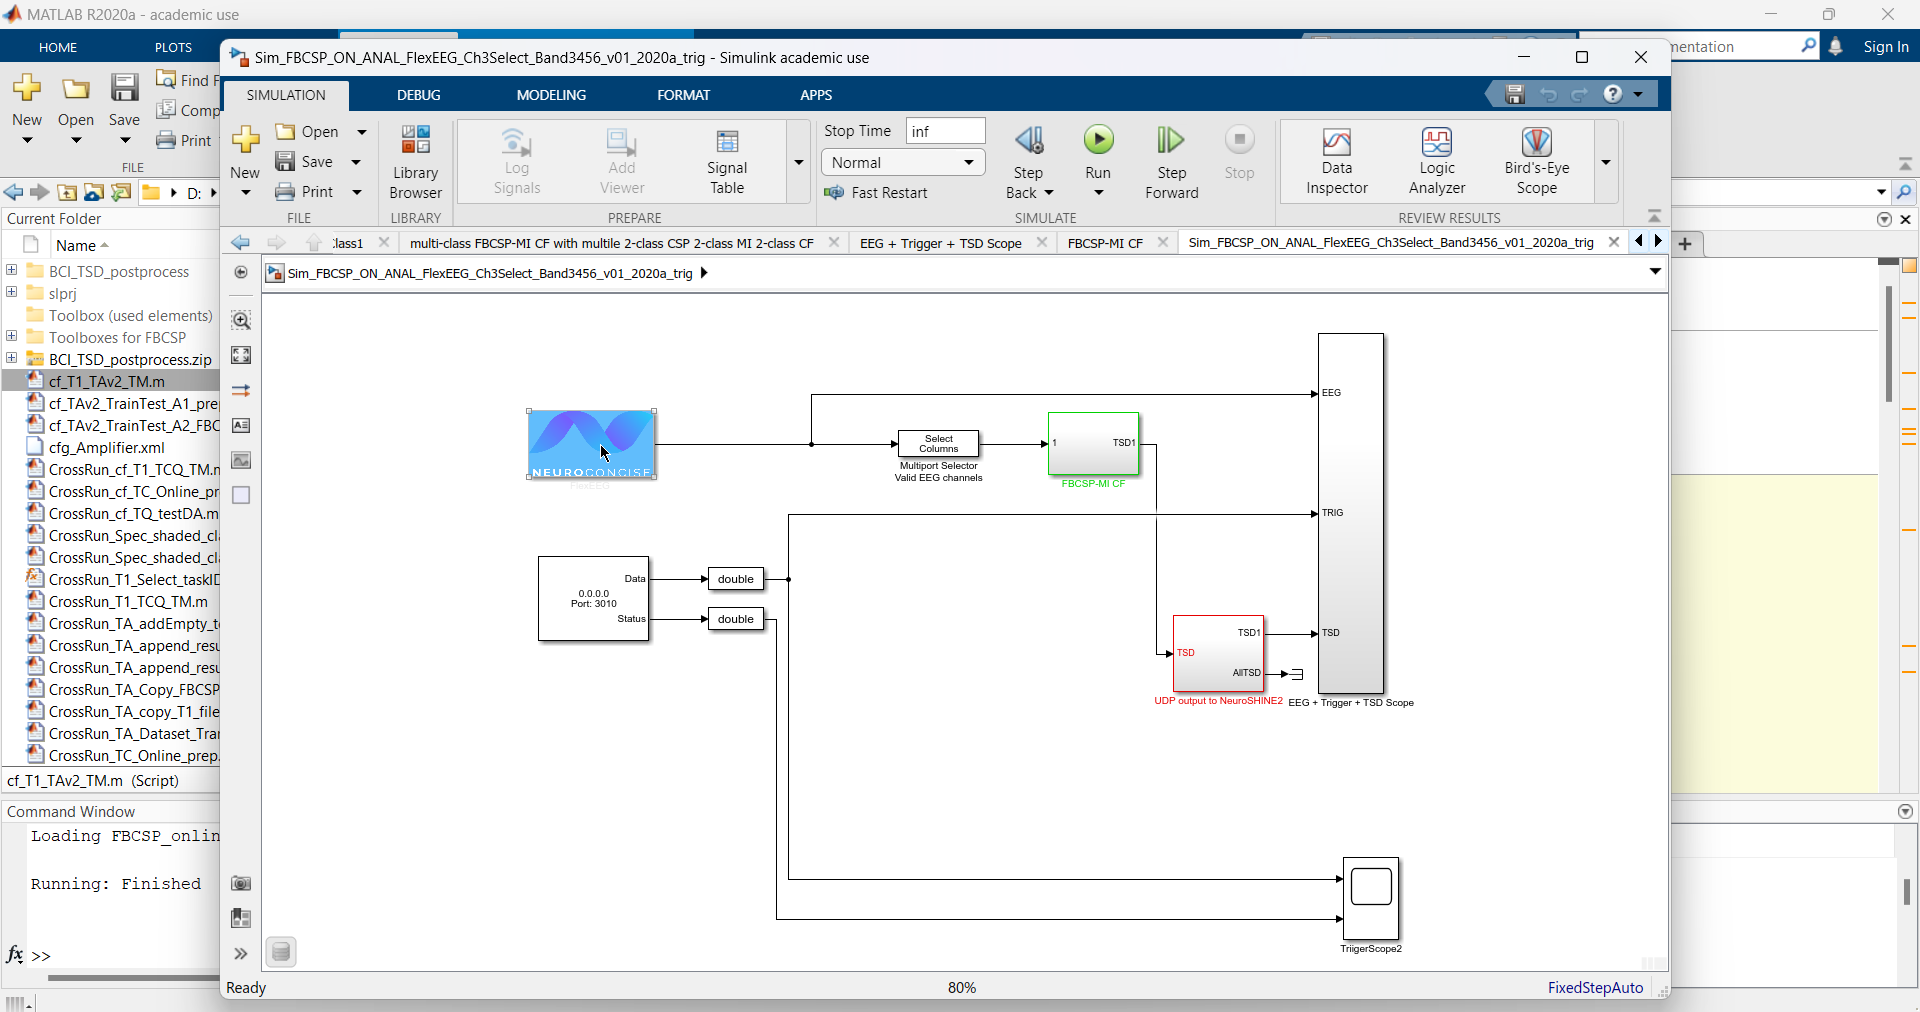 MATLAB R2020a - academic use
HOME
PLOTS
mentation
Sign In
New
Open
Save
Find F
Comp
Print
FILE
D:
Current Folder
Name
BCI_TSD_postprocess
slprj
Toolbox (used elements)
Toolboxes for FBCSP
BCI_TSD_postprocess.zip
cf_T1_TAv2_TM.m
cf_TAv2_TrainTest_A1_pre
cf_TAv2_TrainTest_A2_FBC
cfg_Amplifier.xml
CrossRun_cf_T1_TCQ_TM.m
CrossRun_cf_TC_Online_pr
CrossRun_cf_TQ_testDA.m
CrossRun_Spec_shaded_cl
CrossRun_Spec_shaded_cl
CrossRun_T1_Select_taskID
CrossRun_T1_TCQ_TM.m
CrossRun_TA_addEmpty_t
CrossRun_TA_append_resu
CrossRun_TA_append_resu
CrossRun_TA_Copy_FBCSP
CrossRun_TA_copy_T1_file
CrossRun_TA_Dataset_Trai
CrossRun_TC_Online_prep.
cf_T1_TAv2_TM.m (Script)
Command Window
Loading FBCSP_onlin
Running: Finished
fx >>
Sim_FBCSP_ON_ANAL_FlexEEG_Ch3Select_Band3456_v01_2020a_trig - Simulink academic use
SIMULATION
DEBUG
MODELING
FORMAT
APPS
New
Open
Save
Print
FILE
Library
Browser
LIBRARY
Log
Signals
Add
Viewer
Signal
Table
PREPARE
Stop Time inf
Normal
Fast Restart
Step
Back
Run
Step
Forward
Stop
SIMULATE
Data
Inspector
Logic
Analyzer
Bird's-Eye
Scope
REVIEW RESULTS
lass1
multi-class FBCSP-MI CF with multile 2-class CSP 2-class MI 2-class CF
EEG + Trigger + TSD Scope
FBCSP-MI CF
Sim_FBCSP_ON_ANAL_FlexEEG_Ch3Select_Band3456_v01_2020a_trig
Sim_FBCSP_ON_ANAL_FlexEEG_Ch3Select_Band3456_v01_2020a_trig
NEUROCONCISE
FlexEEG
Select
Columns
Multiport Selector
Valid EEG channels
1
TSD1
FBCSP-MI CF
EEG
TRIG
TSD
EEG + Trigger + TSD Scope
Data
0.0.0.0
Port: 3010
Status
double
double
TSD1
TSD
AllTSD
UDP output to NeuroSHINE2
TriigerScope2
Ready
80%
FixedStepAuto